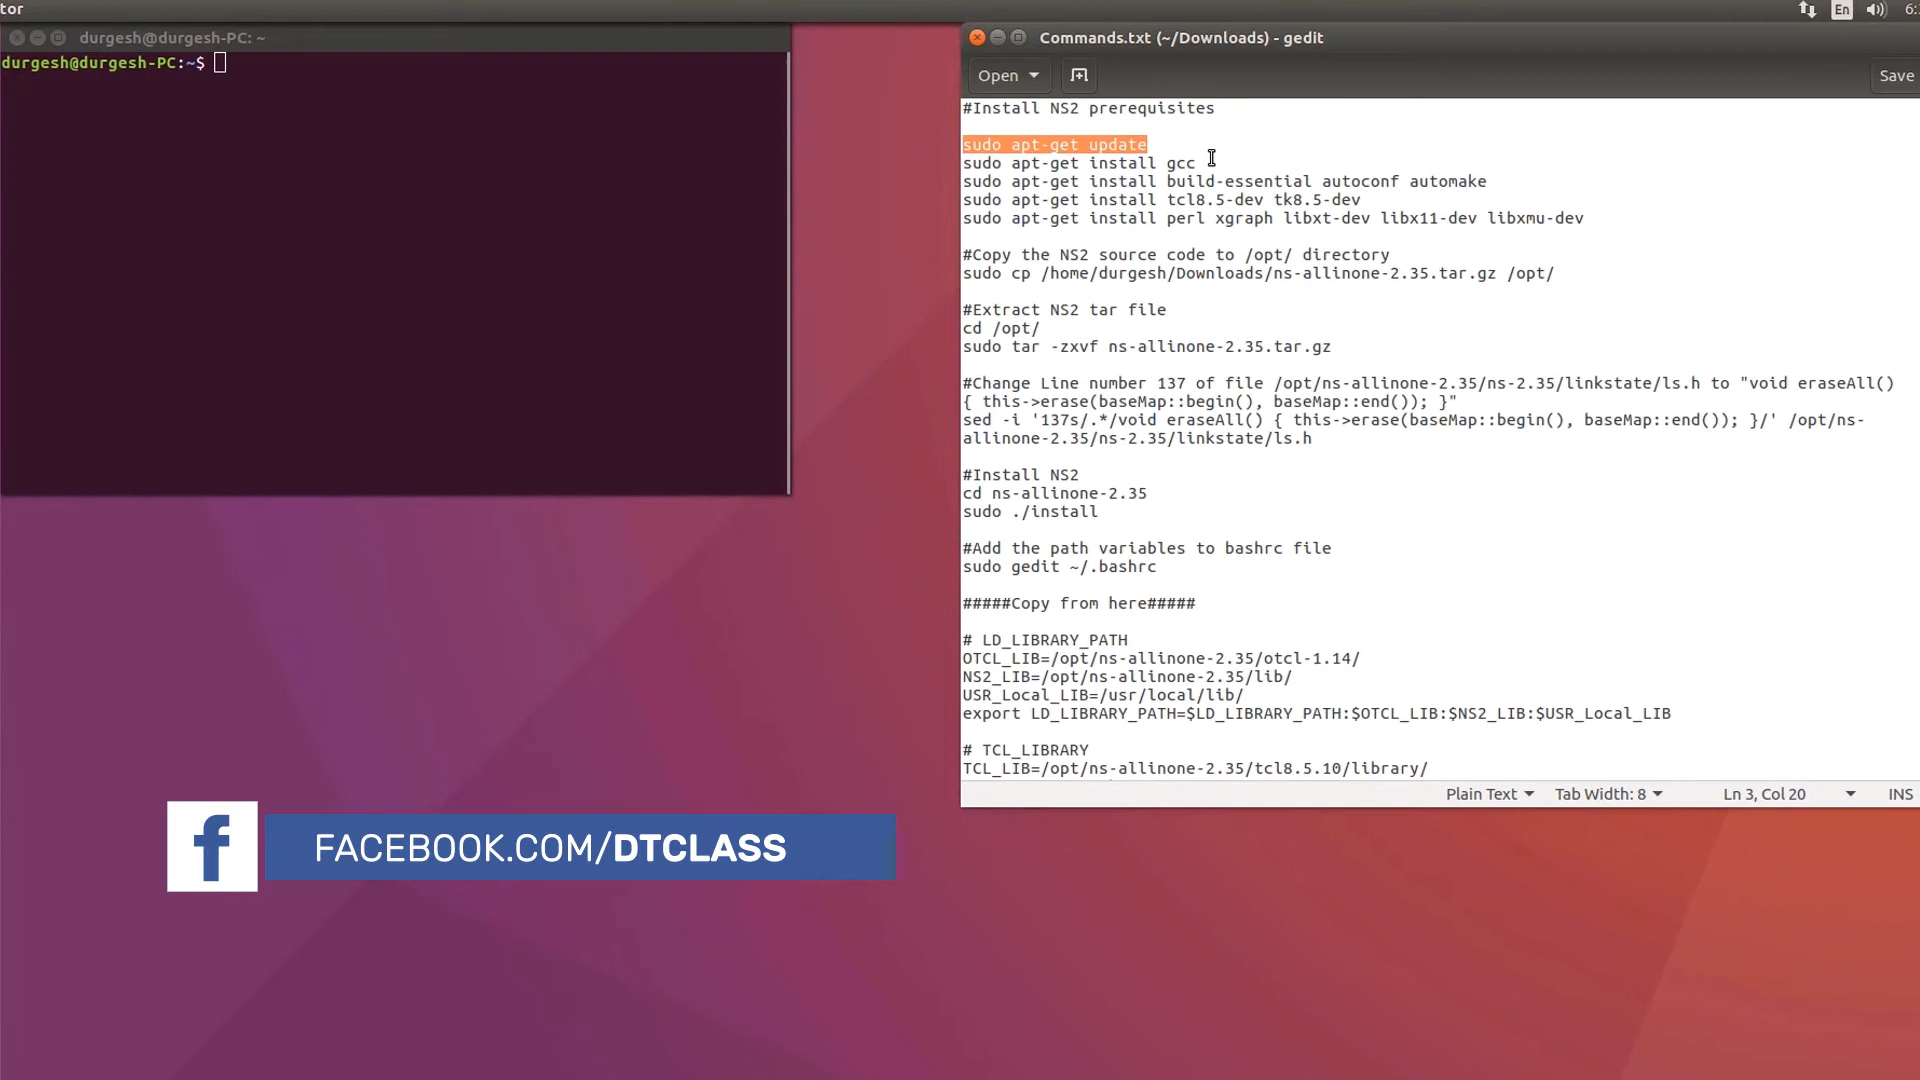 tor
En
6:
durgesh@durgesh-PC: ~
durgesh@durgesh-PC:~$
Commands.txt (~/Downloads) - gedit
Open
Save
#Install NS2 prerequisites
sudo apt-get update
sudo apt-get install gcc
sudo apt-get install build-essential autoconf automake
sudo apt-get install tcl8.5-dev tk8.5-dev
sudo apt-get install perl xgraph libxt-dev libx11-dev libxmu-dev
#Copy the NS2 source code to /opt/ directory
sudo cp /home/durgesh/Downloads/ns-allinone-2.35.tar.gz /opt/
#Extract NS2 tar file
cd /opt/
sudo tar -zxvf ns-allinone-2.35.tar.gz
#Change Line number 137 of file /opt/ns-allinone-2.35/ns-2.35/linkstate/ls.h to "void eraseAll()
{ this->erase(baseMap::begin(), baseMap::end()); }"
sed -i '137s/.*/void eraseAll() { this->erase(baseMap::begin(), baseMap::end()); }/' /opt/ns-
allinone-2.35/ns-2.35/linkstate/ls.h
#Install NS2
cd ns-allinone-2.35
sudo ./install
#Add the path variables to bashrc file
sudo gedit ~/.bashrc
#####Copy from here#####
# LD_LIBRARY_PATH
OTCL_LIB=/opt/ns-allinone-2.35/otcl-1.14/
NS2_LIB=/opt/ns-allinone-2.35/lib/
USR_Local_LIB=/usr/local/lib/
export LD_LIBRARY_PATH=$LD_LIBRARY_PATH:$OTCL_LIB:$NS2_LIB:$USR_Local_LIB
# TCL_LIBRARY
TCL_LIB=/opt/ns-allinone-2.35/tcl8.5.10/library/
Plain Text
Tab Width: 8
Ln 3, Col 20
INS
f
FACEBOOK.COM/DTCLASS